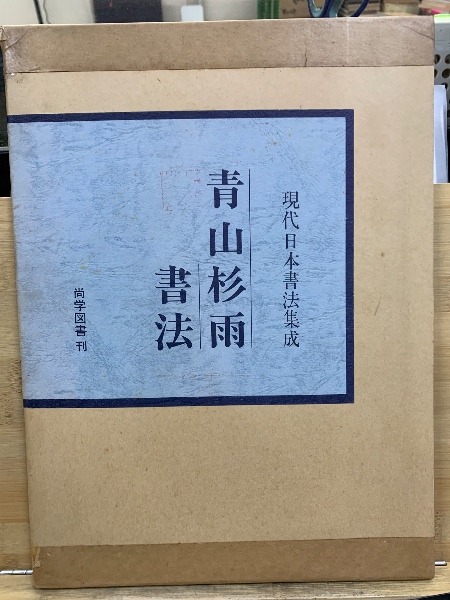 現代日本書法集成
青山杉雨
書法
尚学図書刊